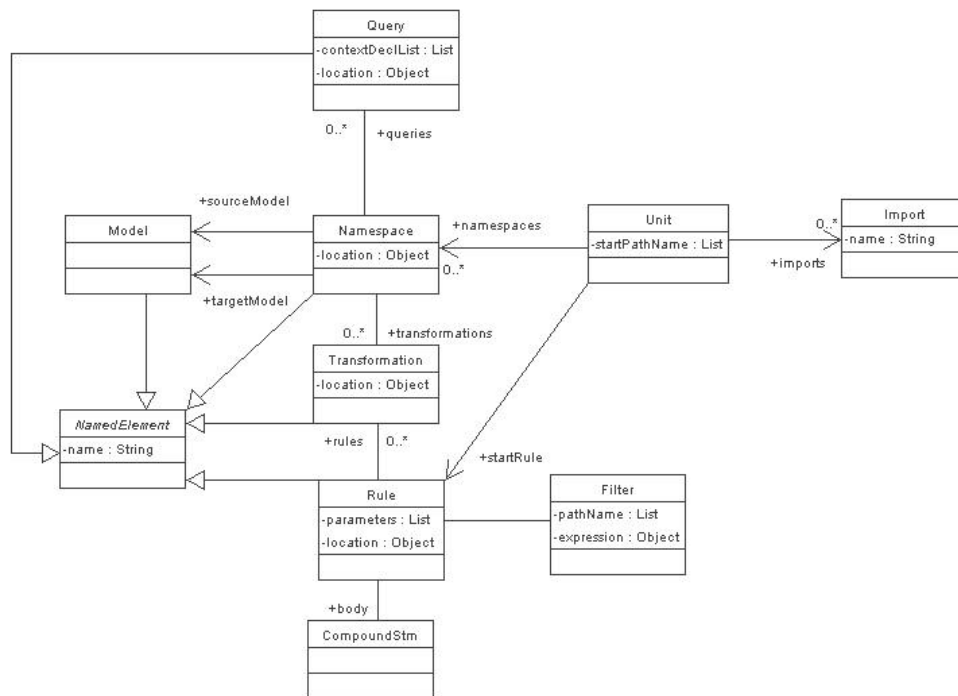 Query
-contextDeclList : List
-location : Object
0..*
+queries
+sourceModel
Model
Namespace
-location : Object
+namespaces
0..*
Unit
-startPathName : List
0..*
+imports
Import
-name : String
+targetModel
0..*
+transformations
Transformation
-location : Object
NamedElement
-name : String
+rules
0..*
+startRule
Rule
-parameters : List
-location : Object
Filter
-pathName : List
-expression : Object
+body
CompoundStm